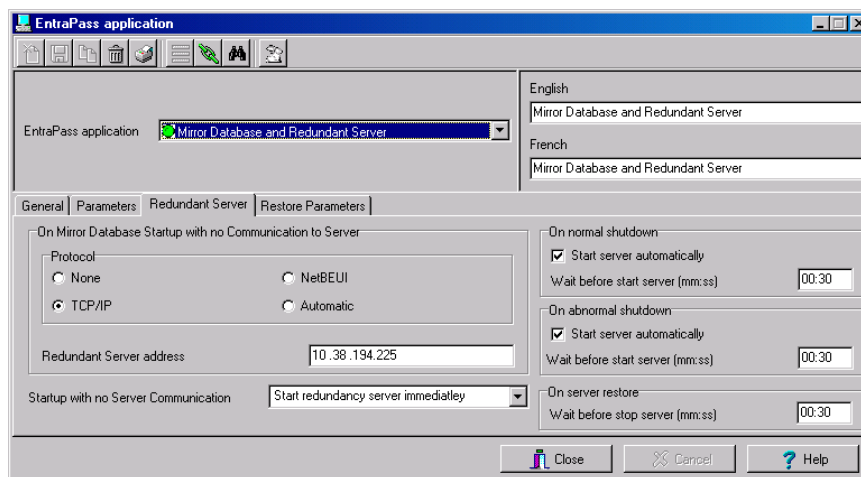 EntraPass application
English
EntraPass application
Mirror Database and Redundant Server
Mirror Database and Redundant Server
French
Mirror Database and Redundant Server
General
Parameters
Redundant Server
Restore Parameters
On Mirror Database Startup with no Communication to Server
Protocol
None
NetBEUI
TCP/IP
Automatic
Redundant Server address
10 .38 .194.225
Startup with no Server Communication
Start redundancy server immediatley
On normal shutdown
Start server automatically
Wait before start server (mm:ss)
00:30
On abnormal shutdown
Start server automatically
Wait before start server (mm:ss)
00:30
On server restore
Wait before stop server (mm:ss)
00:30
Close
Cancel
Help